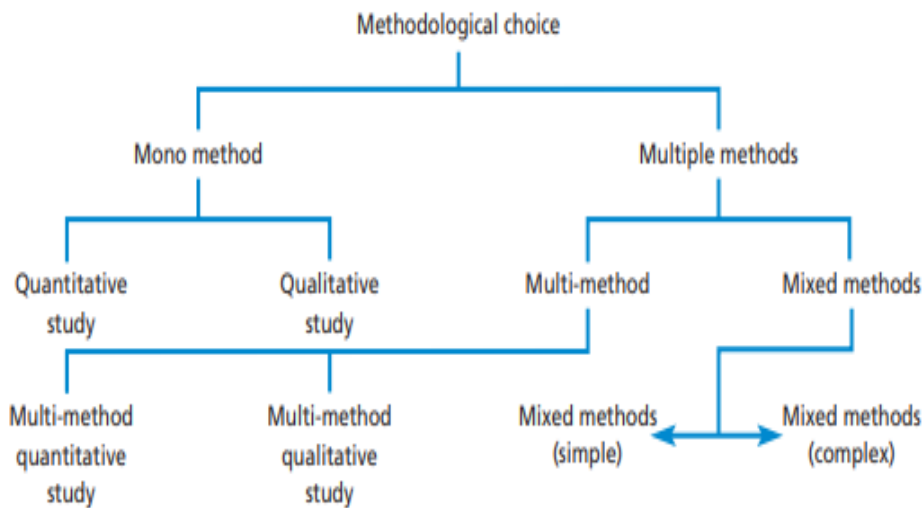 Methodological choice
Mono method
Multiple methods
Quantitative
study
Qualitative
study
Multi-method
Mixed methods
Multi-method
quantitative
study
Multi-method
qualitative
study
Mixed methods
(simple)
Mixed methods
(complex)